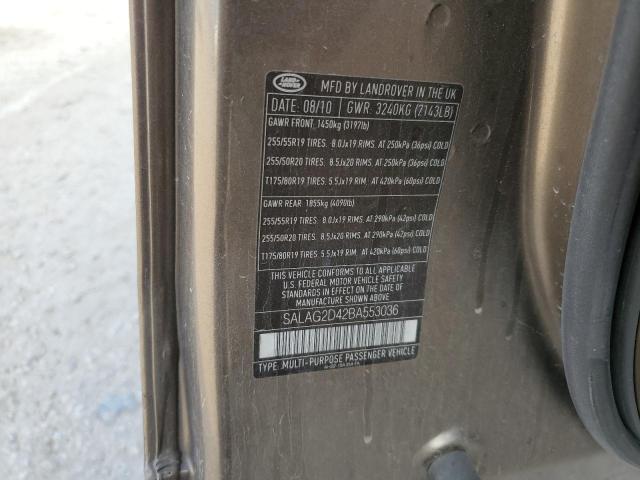 LAND ROVER
MFD BY LANDROVER IN THE UK
DATE: 08/10 GWR. 3240KG (7143LB)
GAWR FRONT. 1450kg (3197lb)
255/55R19 TIRES. 8.0Jx19 RIMS. AT 250kPa (36psi) COLD
255/50R20 TIRES. 8.5Jx20 RIMS. AT 250kPa (36psi) COLD
T175/80R19 TIRES. 5.5Jx19 RIM. AT 420kPa (60psi) COLD
GAWR REAR. 1855kg (4090lb)
255/55R19 TIRES. 8.0Jx19 RIMS. AT 290kPa (42psi) COLD
255/50R20 TIRES. 8.5Jx20 RIMS. AT 290kPa (42psi) COLD
T175/80R19 TIRES. 5.5Jx19 RIM. AT 420kPa (60psi) COLD
THIS VEHICLE CONFORMS TO ALL APPLICABLE
U.S. FEDERAL MOTOR VEHICLE SAFETY
STANDARDS IN EFFECT ON THE DATE OF
MANUFACTURE SHOWN ABOVE.
SALAG2D42BA553036
TYPE: MULTI-PURPOSE PASSENGER VEHICLE